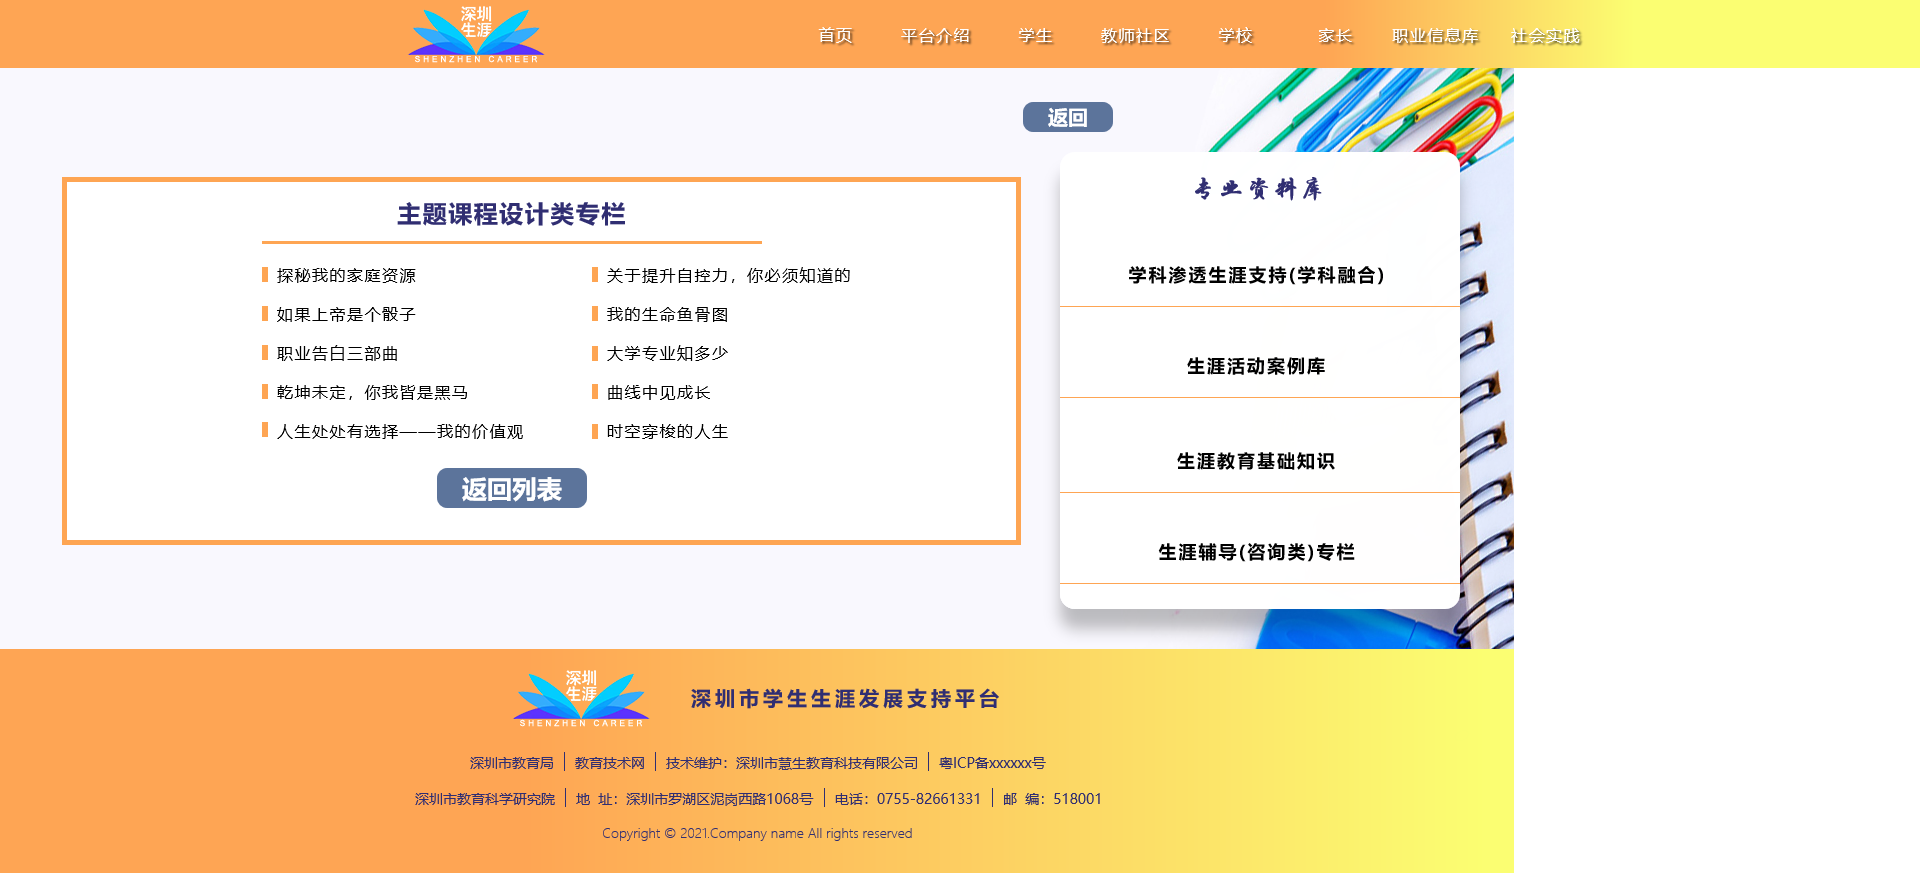 深圳
生涯
SHENZHEN CAREER
首页 平台介绍 学生 教师社区 学校 家长 职业信息库 社会实践
返回
主题课程设计类专栏
探秘我的家庭资源
关于提升自控力，你必须知道的
如果上帝是个骰子
我的生命鱼骨图
职业告白三部曲
大学专业知多少
乾坤未定，你我皆是黑马
曲线中见成长
人生处处有选择——我的价值观
时空穿梭的人生
返回列表
专业资料库
学科渗透生涯支持(学科融合)
生涯活动案例库
生涯教育基础知识
生涯辅导(咨询类)专栏
深圳
生涯
SHENZHEN CAREER
深圳市学生生涯发展支持平台
深圳市教育局 教育技术网 技术维护：深圳市慧生教育科技有限公司 粤ICP备xxxxxx号
深圳市教育科学研究院 地 址：深圳市罗湖区泥岗西路1068号 电话：0755-82661331 邮 编：518001
Copyright © 2021.Company name All rights reserved